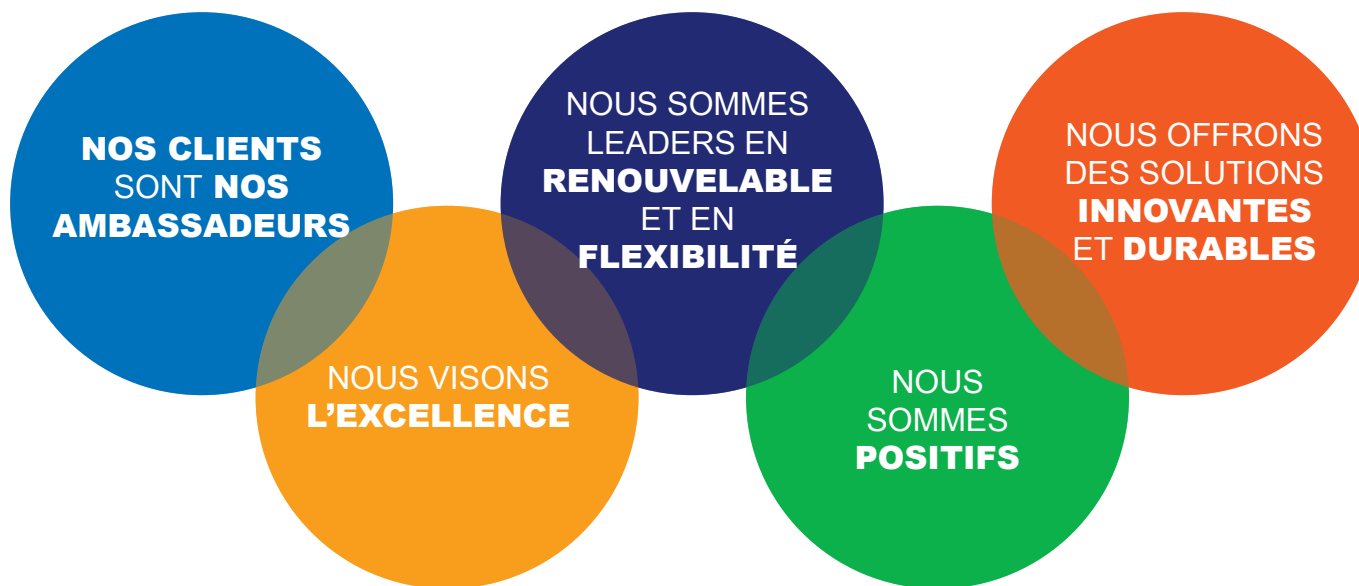 NOS CLIENTS
SONT NOS
AMBASSADEURS
NOUS VISONS
L'EXCELLENCE
NOUS SOMMES
LEADERS EN
RENOUVELABLE
ET EN
FLEXIBILITÉ
NOUS
SOMMES
POSITIFS
NOUS OFFRONS
DES SOLUTIONS
INNOVANTES
ET DURABLES